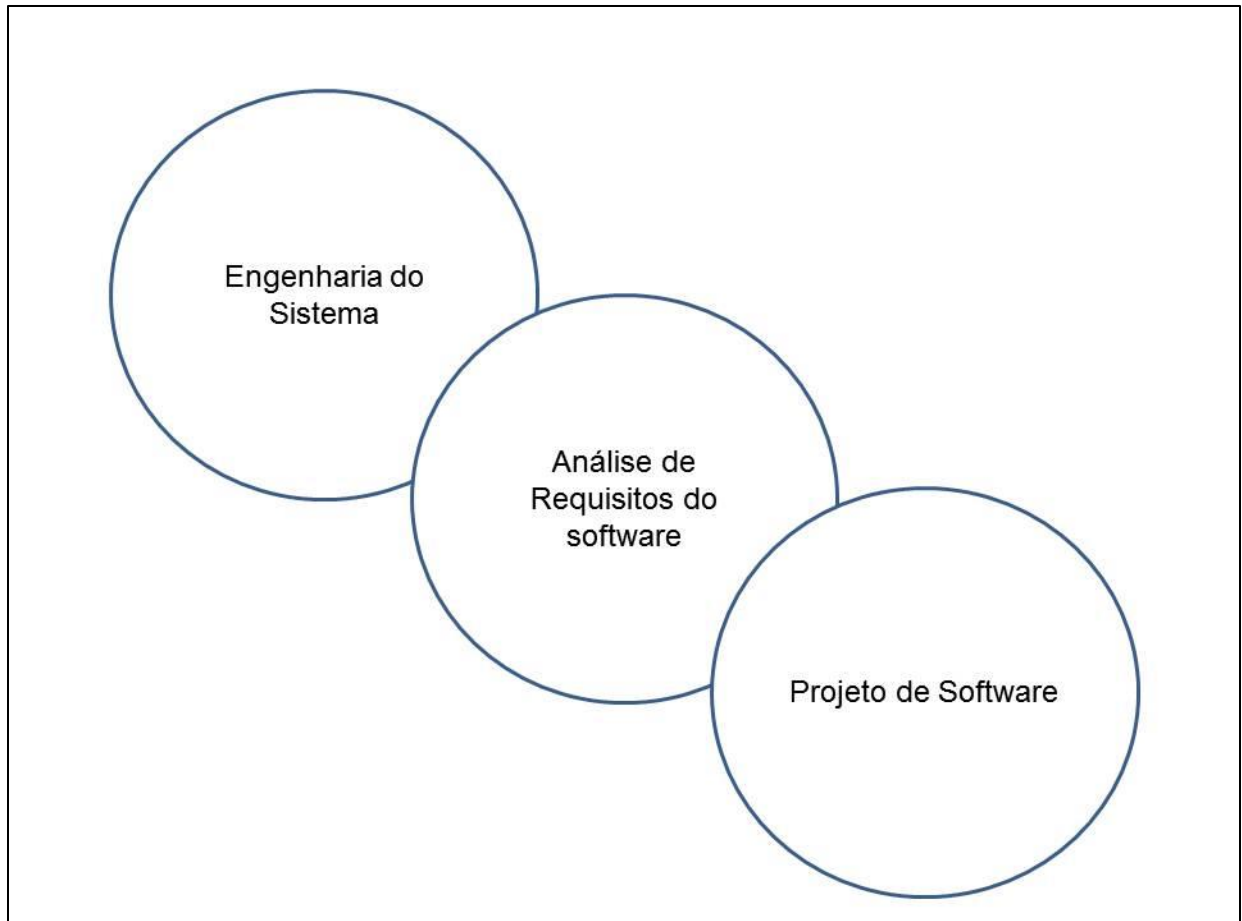 Engenharia do
Sistema
Análise de
Requisitos do
software
Projeto de Software